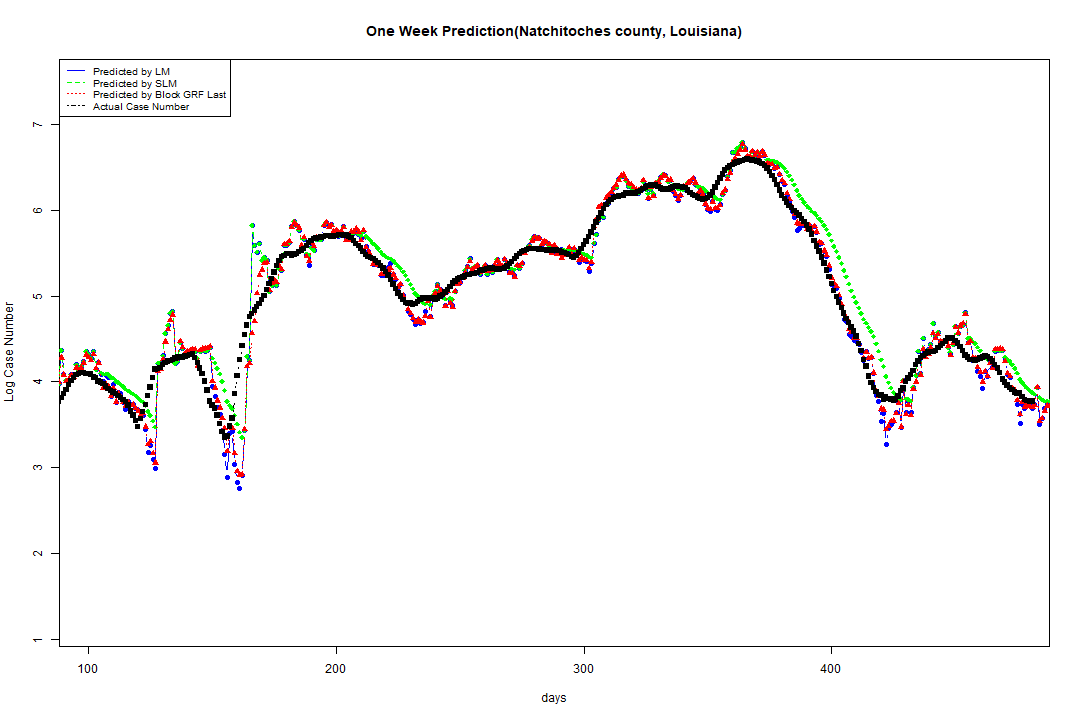 One Week Prediction(Natchitoches county, Louisiana)
Predicted by LM
Predicted by SLM
Predicted by Block GRF Last
Actual Case Number
7
6
5
4
3
2
1
Log Case Number
100 200 300 400
days